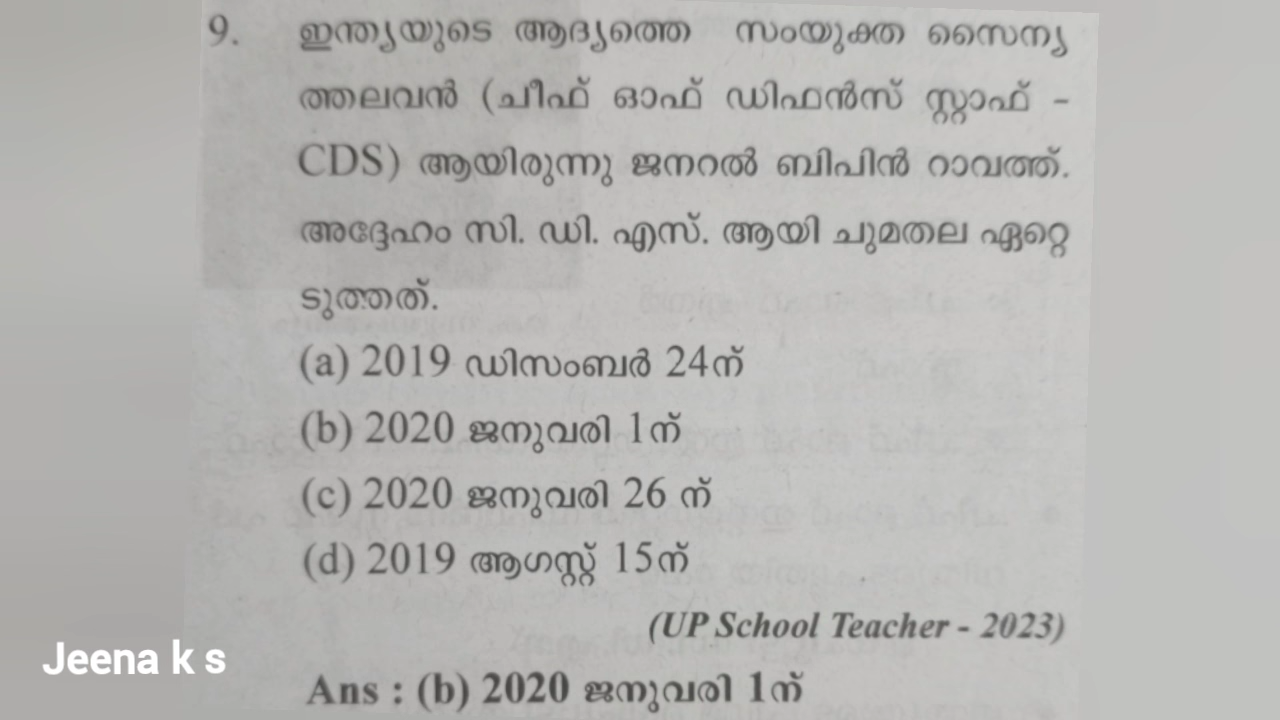 9. ഇന്ത്യയുടെ ആദ്യത്തെ സംയുക്ത സൈന്യ
ത്തലവൻ (ചീഫ് ഓഫ് ഡിഫൻസ് സ്റ്റാഫ് -
CDS) ആയിരുന്നു ജനറൽ ബിപിൻ റാവത്ത്.
അദ്ദേഹം സി. ഡി. എസ്. ആയി ചുമതല ഏറ്റെ
ടുത്തത്.
(a) 2019 ഡിസംബർ 24ന്
(b) 2020 ജനുവരി 1ന്
(c) 2020 ജനുവരി 26 ന്
(d) 2019 ആഗസ്റ്റ് 15ന്
(UP School Teacher - 2023)
Jeena k s
Ans : (b) 2020 ജനുവരി 1ന്